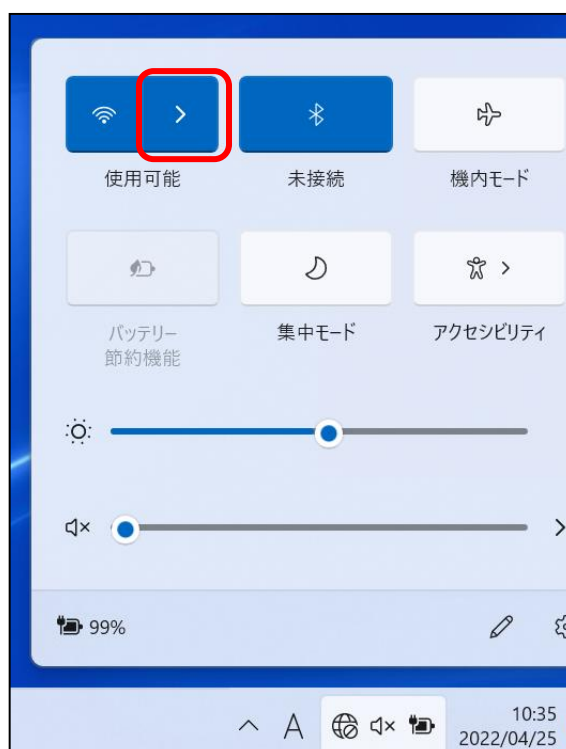 使用可能
未接続
機内モード
バッテリー
節約機能
集中モード
アクセシビリティ
99%
A
10:35
2022/04/25